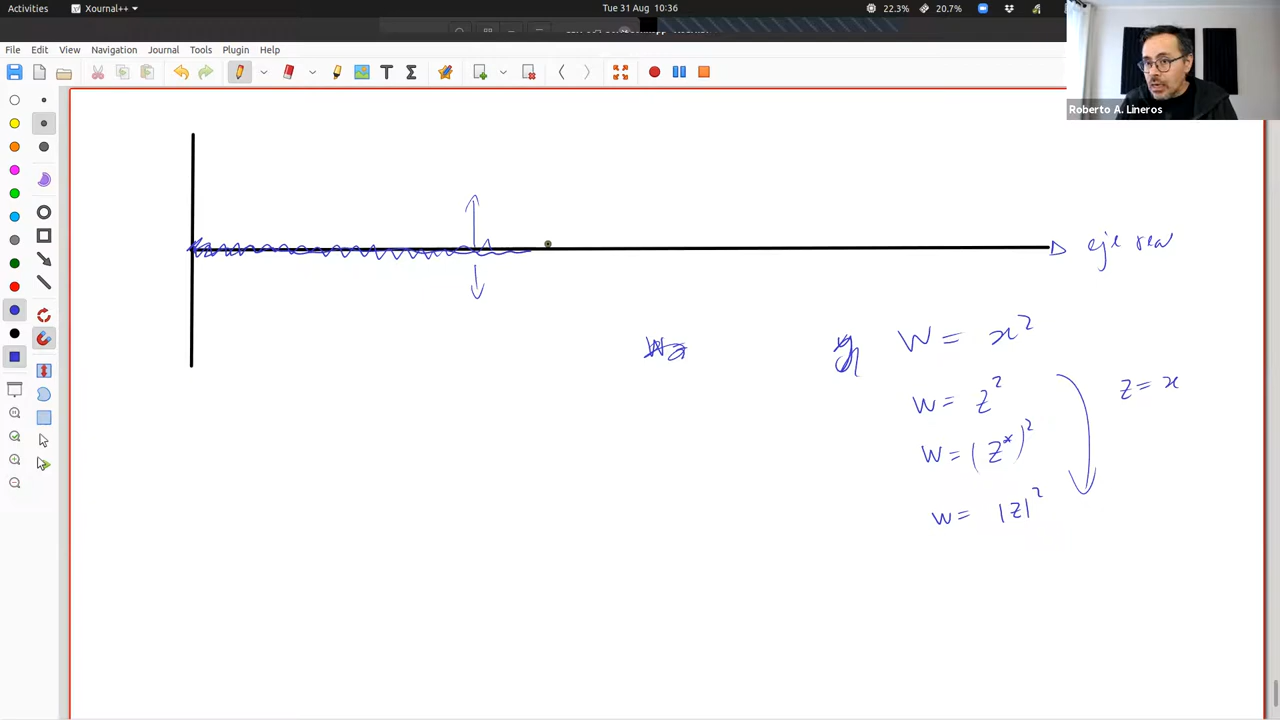 Activities Xournal++ Tue 31 Aug 10:36 22.3% 20.7%
File Edit View Navigation Journal Tools Plugin Help
Roberto A. Lineros
eje real
W = x²
W = z²
z = x
W = (z*)²
W = |z|²